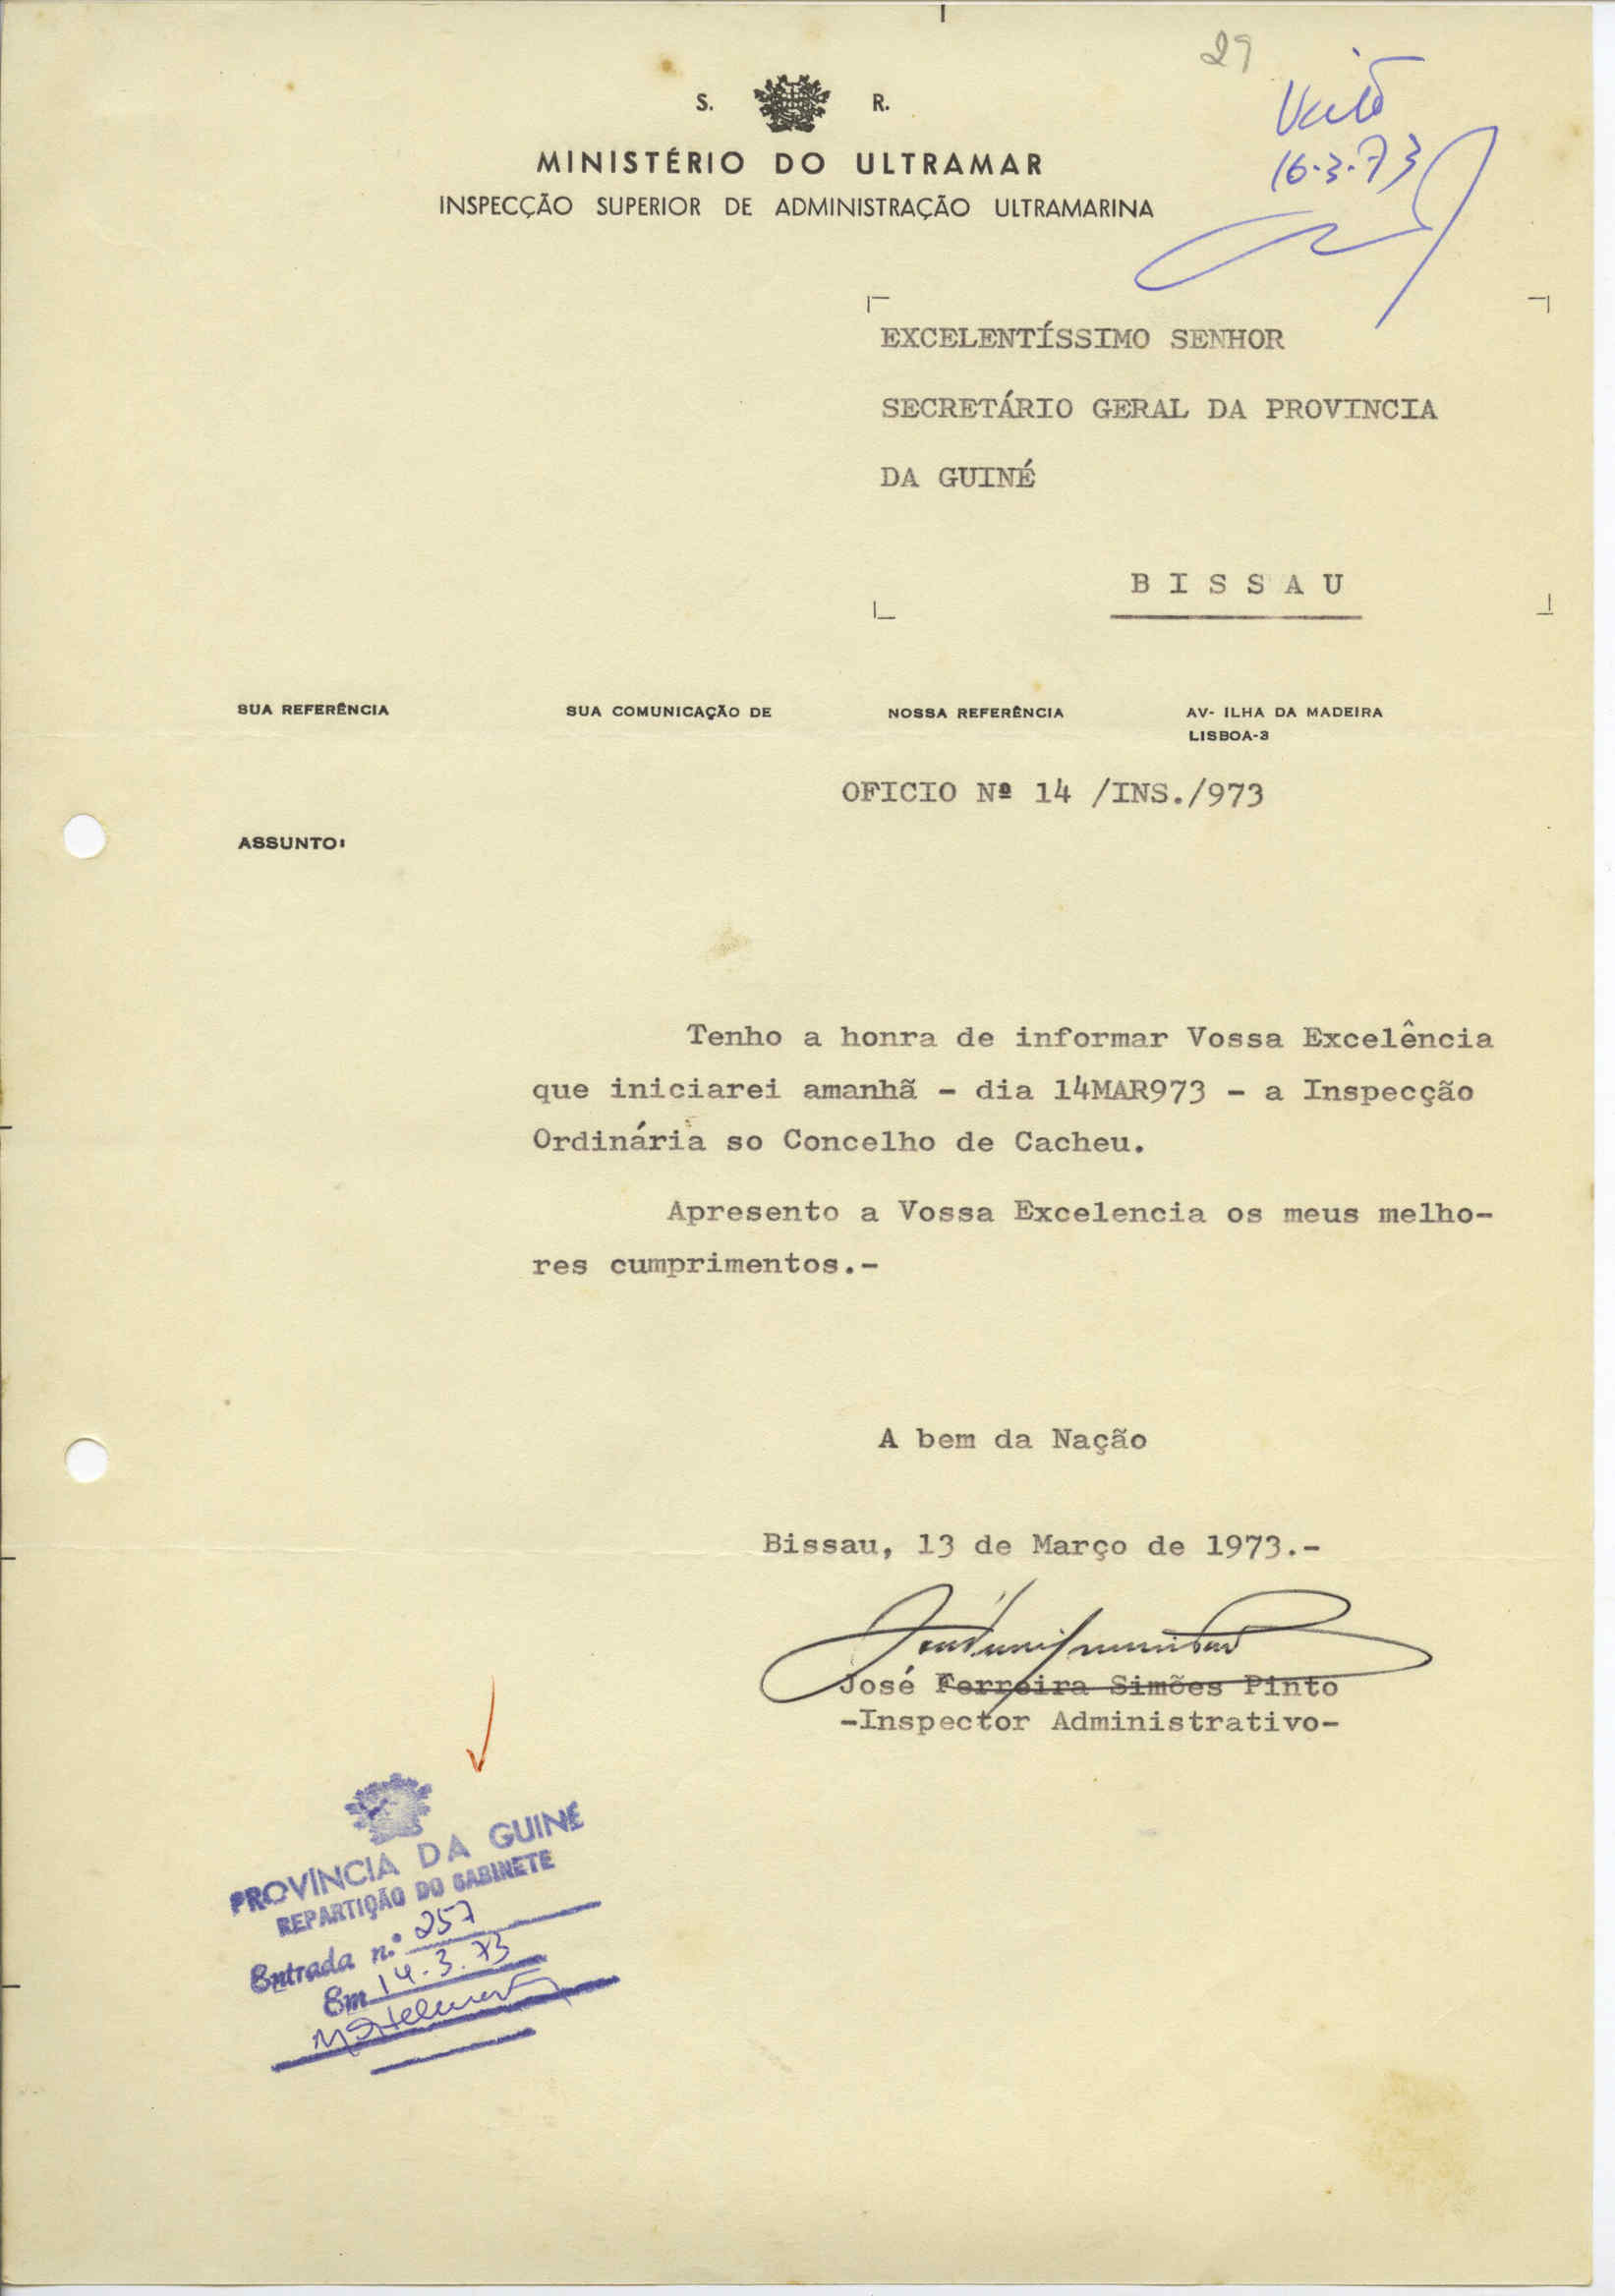 29
Visto
16.3.73
S. R.
MINISTÉRIO DO ULTRAMAR
INSPECÇÃO SUPERIOR DE ADMINISTRAÇÃO ULTRAMARINA
EXCELENTÍSSIMO SENHOR
SECRETÁRIO GERAL DA PROVINCIA
DA GUINÉ
B I S S A U
SUA REFERÊNCIA SUA COMUNICAÇÃO DE NOSSA REFERÊNCIA AV- ILHA DA MADEIRA
LISBOA-3
OFICIO Nº 14 /INS./973
ASSUNTO:
Tenho a honra de informar Vossa Excelência
que iniciarei amanhã - dia 14MAR973 - a Inspecção
Ordinária so Concelho de Cacheu.
Apresento a Vossa Excelencia os meus melho-
res cumprimentos.-
A bem da Nação
Bissau, 13 de Março de 1973.-
José Ferreira Simões Pinto
-Inspector Administrativo-
PROVÍNCIA DA GUINÉ
REPARTIÇÃO DO GABINETE
Entrada n.º 257
Em 14.3.73